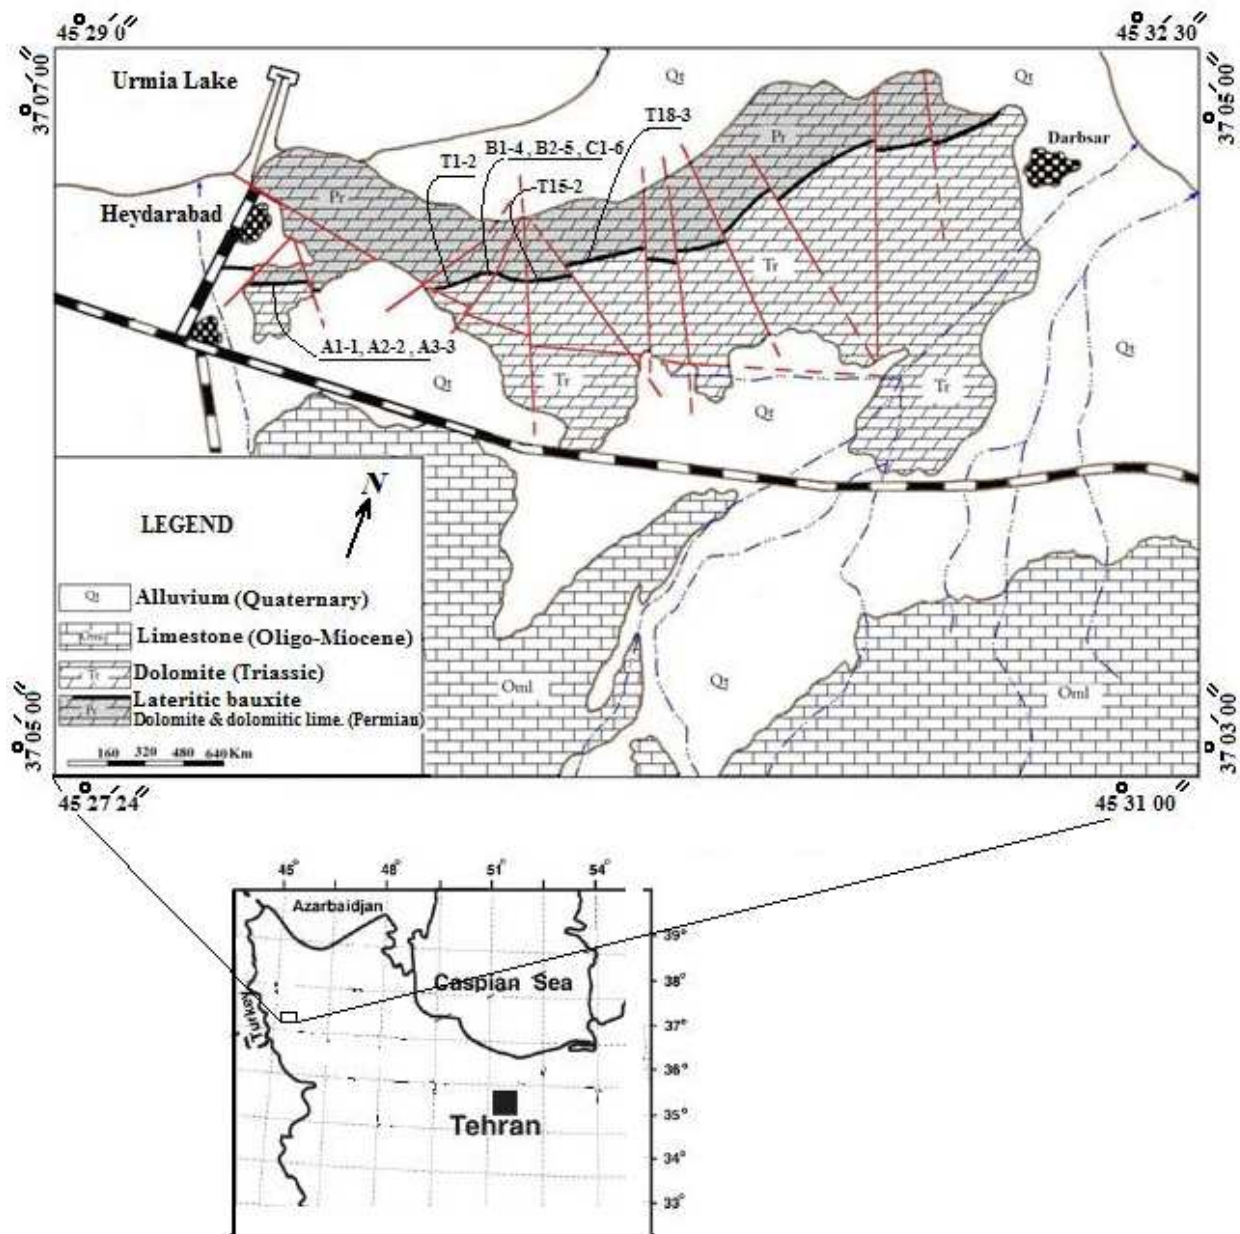 45 29 0
45 32 30
37 07 00
37 05 00
Urmia Lake
Qt
Qt
T18-3
Pr
Darbsar
B1-4 , B2-5 , C1-6
T1-2
T15-2
Pr
Heydarabad
Tr
A1-1, A2-2 , A3-3
Qt
Qt
Tr
Tr
Qt
N
LEGEND
Qt Alluvium (Quaternary)
Oml Limestone (Oligo-Miocene)
Tr Dolomite (Triassic)
Lateritic bauxite
Pr Dolomite & dolomitic lime. (Permian)
160 320 480 640 Km
Qt
Oml
Oml
37 05 00
37 03 00
45 27 24
45 31 00
45° 48° 51° 54°
Azarbaidjan
39°
Caspian Sea
38°
37°
36°
Tehran
35°
34°
33°